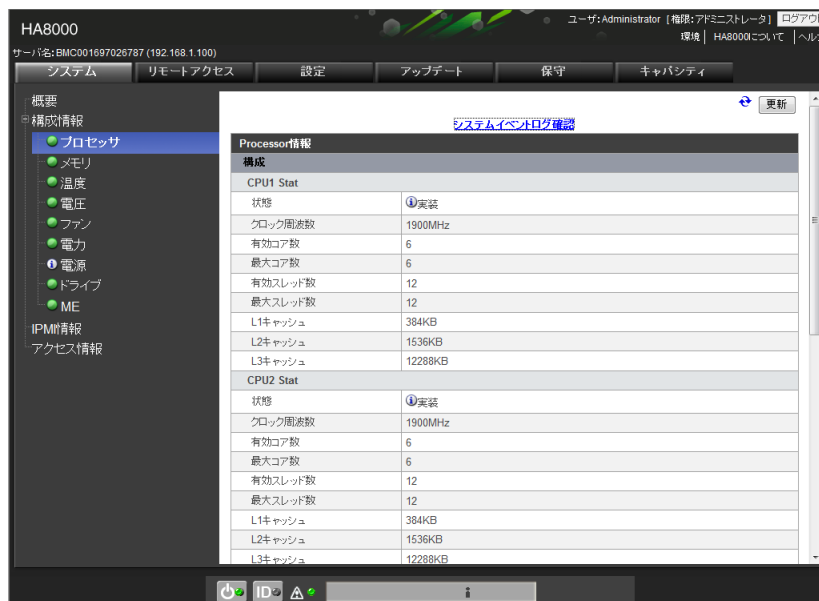 HA8000
ユーザ:Administrator [権限:アドミニストレータ] ログアウ
環境 | HA8000について | ヘル
サーバ名:BMC001697026787 (192.168.1.100)
システム リモートアクセス 設定 アップデート 保守 キャパシティ
概要
構成情報
プロセッサ
メモリ
温度
電圧
ファン
電力
電源
ドライブ
ME
IPMI情報
アクセス情報
更新
システムイベントログ確認
Processor情報
構成
CPU1 Stat
状態 実装
クロック周波数 1900MHz
有効コア数 6
最大コア数 6
有効スレッド数 12
最大スレッド数 12
L1キャッシュ 384KB
L2キャッシュ 1536KB
L3キャッシュ 12288KB
CPU2 Stat
状態 実装
クロック周波数 1900MHz
有効コア数 6
最大コア数 6
有効スレッド数 12
最大スレッド数 12
L1キャッシュ 384KB
L2キャッシュ 1536KB
L3キャッシュ 12288KB
ID